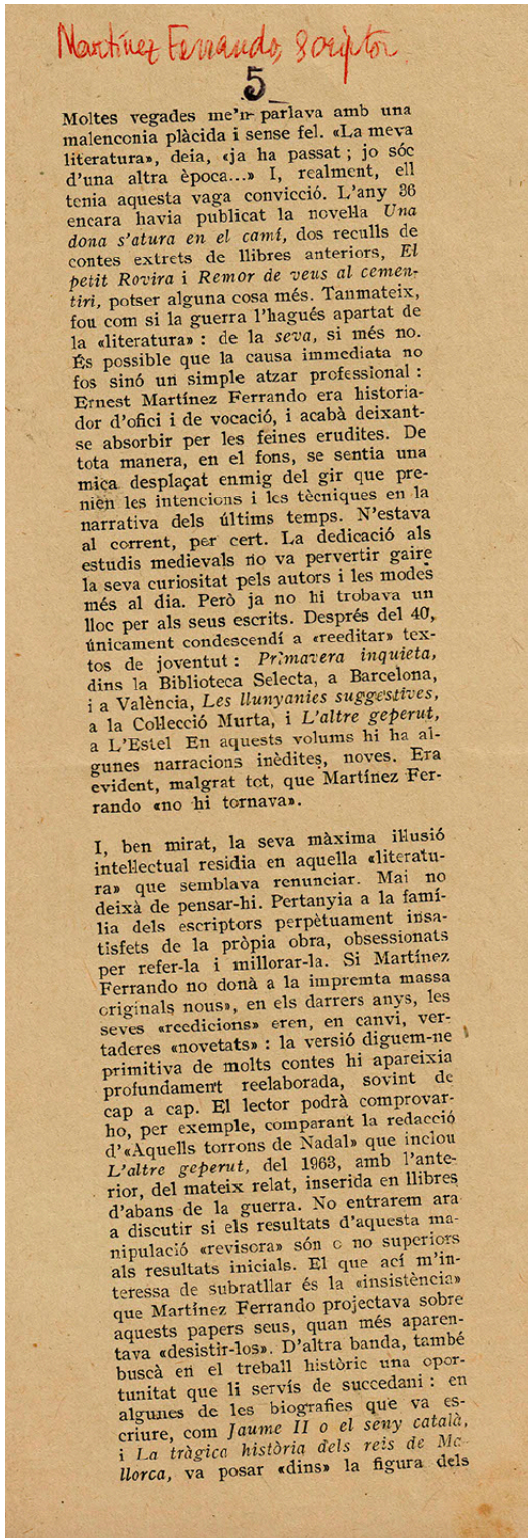 Martínez Ferrando, scriptor
5
Moltes vegades me'n parlava amb una
malenconia plàcida i sense fel. «La meva
literatura», deia, «ja ha passat ; jo sóc
d'una altra època...» I, realment, ell
tenia aquesta vaga convicció. L'any 36
encara havia publicat la novel·la Una
dona s'atura en el camí, dos reculls de
contes extrets de llibres anteriors, El
petit Rovira i Remor de veus al cemen-
tiri, potser alguna cosa més. Tanmateix,
fou com si la guerra l'hagués apartat de
la «literatura» : de la seva, si més no.
És possible que la causa immediata no
fos sinó un simple atzar professional :
Ernest Martínez Ferrando era historia-
dor d'ofici i de vocació, i acabà deixant-
se absorbir per les feines erudites. De
tota manera, en el fons, se sentia una
mica desplaçat enmig del gir que pre-
nien les intencions i les tècniques en la
narrativa dels últims temps. N'estava
al corrent, per cert. La dedicació als
estudis medievals no va pervertir gaire
la seva curiositat pels autors i les modes
més al dia. Però ja no hi trobava un
lloc per als seus escrits. Després del 40,
únicament condescendí a «reeditar» tex-
tos de joventut : Primavera inquieta,
dins la Biblioteca Selecta, a Barcelona,
i a València, Les llunyanies suggestives,
a la Col·lecció Murta, i L'altre geperut,
a L'Estel En aquests volums hi ha al-
gunes narracions inèdites, noves. Era
evident, malgrat tot, que Martínez Fer-
rando «no hi tornava».
I, ben mirat, la seva màxima il·lusió
intel·lectual residia en aquella «literatu-
ra» que semblava renunciar. Mai no
deixà de pensar-hi. Pertanyia a la famí-
lia dels escriptors perpètuament insa-
tisfets de la pròpia obra, obsessionats
per refer-la i millorar-la. Si Martínez
Ferrando no donà a la impremta massa
originals nous», en els darrers anys, les
seves «reedicions» eren, en canvi, ver-
taderes «novetats» : la versió diguem-ne
primitiva de molts contes hi apareixia
profundament reelaborada, sovint de
cap a cap. El lector podrà comprovar-
ho, per exemple, comparant la redacció
d'«Aquells torrons de Nadal» que inclou
L'altre geperut, del 1963, amb l'ante-
rior, del mateix relat, inserida en llibres
d'abans de la guerra. No entrarem ara
a discutir si els resultats d'aquesta ma-
nipulació «revisora» són o no superiors
als resultats inicials. El que ací m'in-
teressa de subratllar és la «insistència»
que Martínez Ferrando projectava sobre
aquests papers seus, quan més aparen-
tava «desistir-los». D'altra banda, també
buscà en el treball històric una opor-
tunitat que li servís de succedani : en
algunes de les biografies que va es-
criure, com Jaume II o el seny català,
i La tràgica història dels reis de Ma-
llorca, va posar «dins» la figura dels